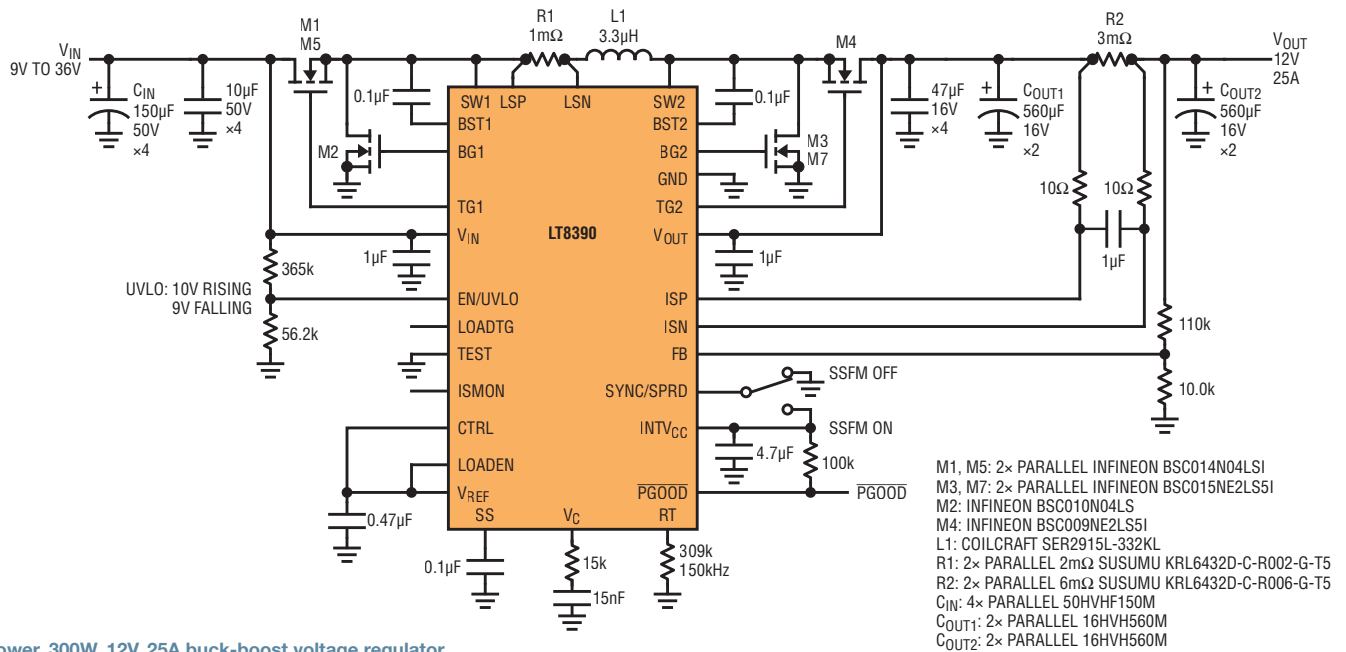 VIN
9V TO 36V
CIN
150µF
50V
×4
+
10µF
50V
×4
M1
M5
R1
1mΩ
L1
3.3µH
M4
R2
3mΩ
VOUT
12V
25A
0.1µF
0.1µF
47µF
16V
×4
+
COUT1
560µF
16V
×2
+
COUT2
560µF
16V
×2
M2
M3
M7
SW1
LSP
LSN
SW2
BST1
BST2
BG1
BG2
GND
TG1
TG2
LT8390
VIN
VOUT
1µF
1µF
10Ω
10Ω
1µF
365k
UVLO: 10V RISING
9V FALLING
56.2k
EN/UVLO
ISP
LOADTG
ISN
TEST
FB
110k
10.0k
ISMON
SYNC/SPRD
SSFM OFF
SSFM ON
CTRL
INTVCC
4.7µF
100k
LOADEN
VREF
PGOOD
PGOOD
0.47µF
SS
VC
RT
0.1µF
15k
15nF
309k
150kHz
M1, M5: 2× PARALLEL INFINEON BSC014N04LSI
M3, M7: 2× PARALLEL INFINEON BSC015NE2LS5I
M2: INFINEON BSC010N04LS
M4: INFINEON BSC009NE2LS5I
L1: COILCRAFT SER2915L-332KL
R1: 2× PARALLEL 2mΩ SUSUMU KRL6432D-C-R002-G-T5
R2: 2× PARALLEL 6mΩ SUSUMU KRL6432D-C-R006-G-T5
CIN: 4× PARALLEL 50HVHF150M
COUT1: 2× PARALLEL 16HVH560M
COUT2: 2× PARALLEL 16HVH560M
300W, 12V, 25A buck-boost voltage regulator